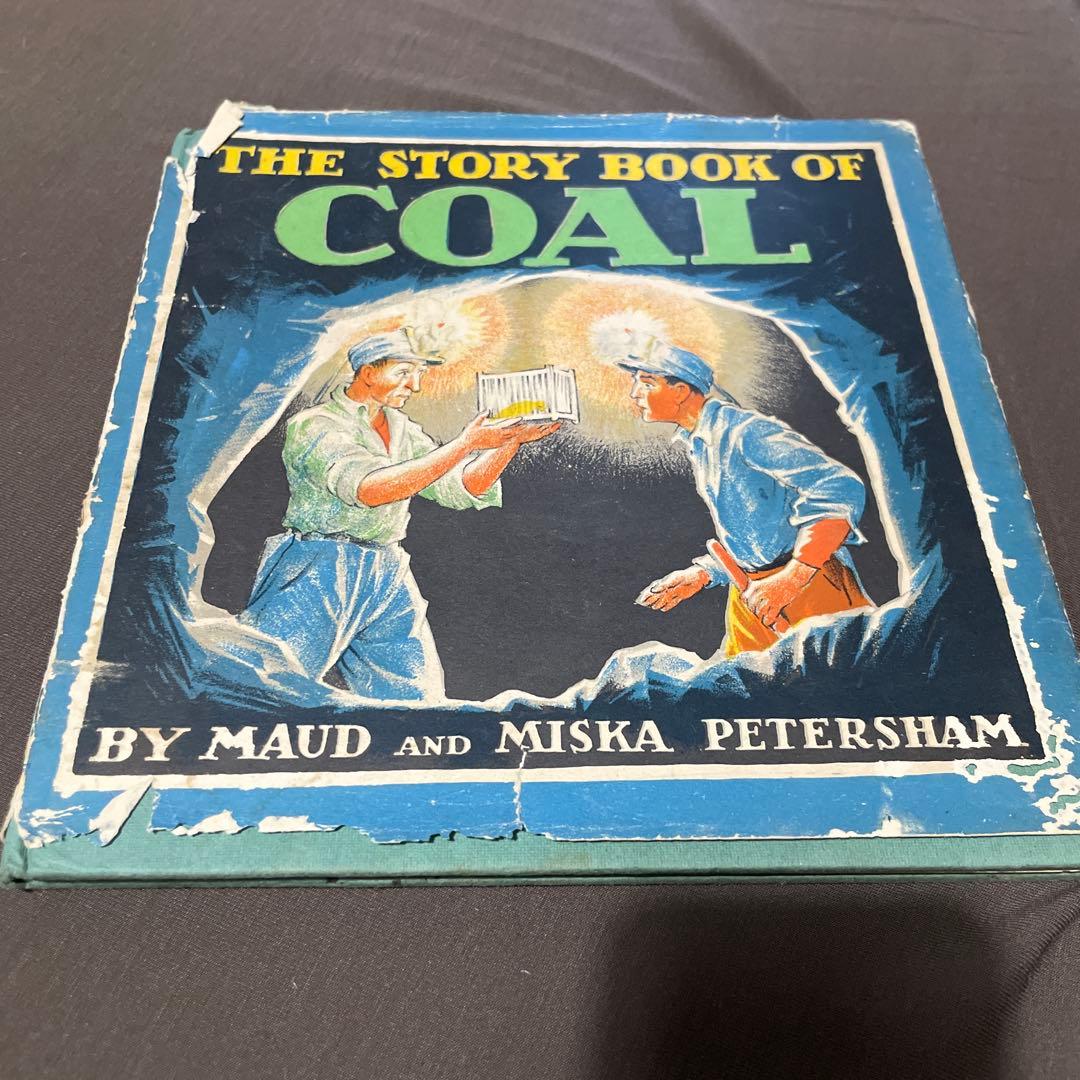 THE STORY BOOK OF
COAL
BY MAUD AND MISKA PETERSHAM